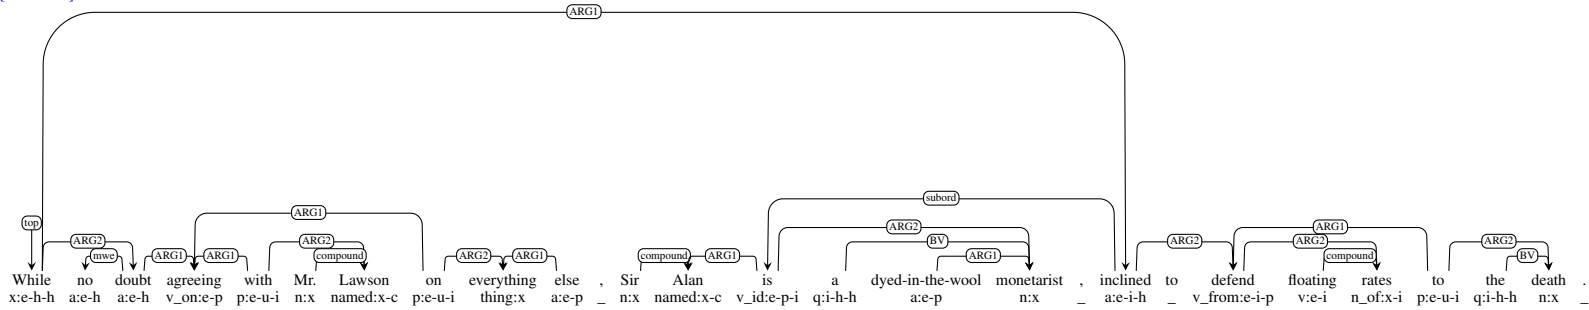 ARG1
subord
top
ARG1
ARG2
ARG1
ARG2
BV
ARG2
ARG2
ARG2
mwe
ARG1
ARG1
compound
ARG2
ARG1
compound
ARG1
ARG1
compound
BV
While no doubt agreeing with Mr. Lawson on everything else , Sir Alan is a dyed-in-the-wool monetarist , inclined to defend floating rates to the death .
x:e-h-h a:e-h a:e-h v_on:e-p p:e-u-i n:x named:x-c p:e-u-i thing:x a:e-p _ n:x named:x-c v_id:e-p-i q:i-h-h a:e-p n:x _ a:e-i-h _ v_from:e-i-p v:e-i n_of:x-i p:e-u-i q:i-h-h n:x _